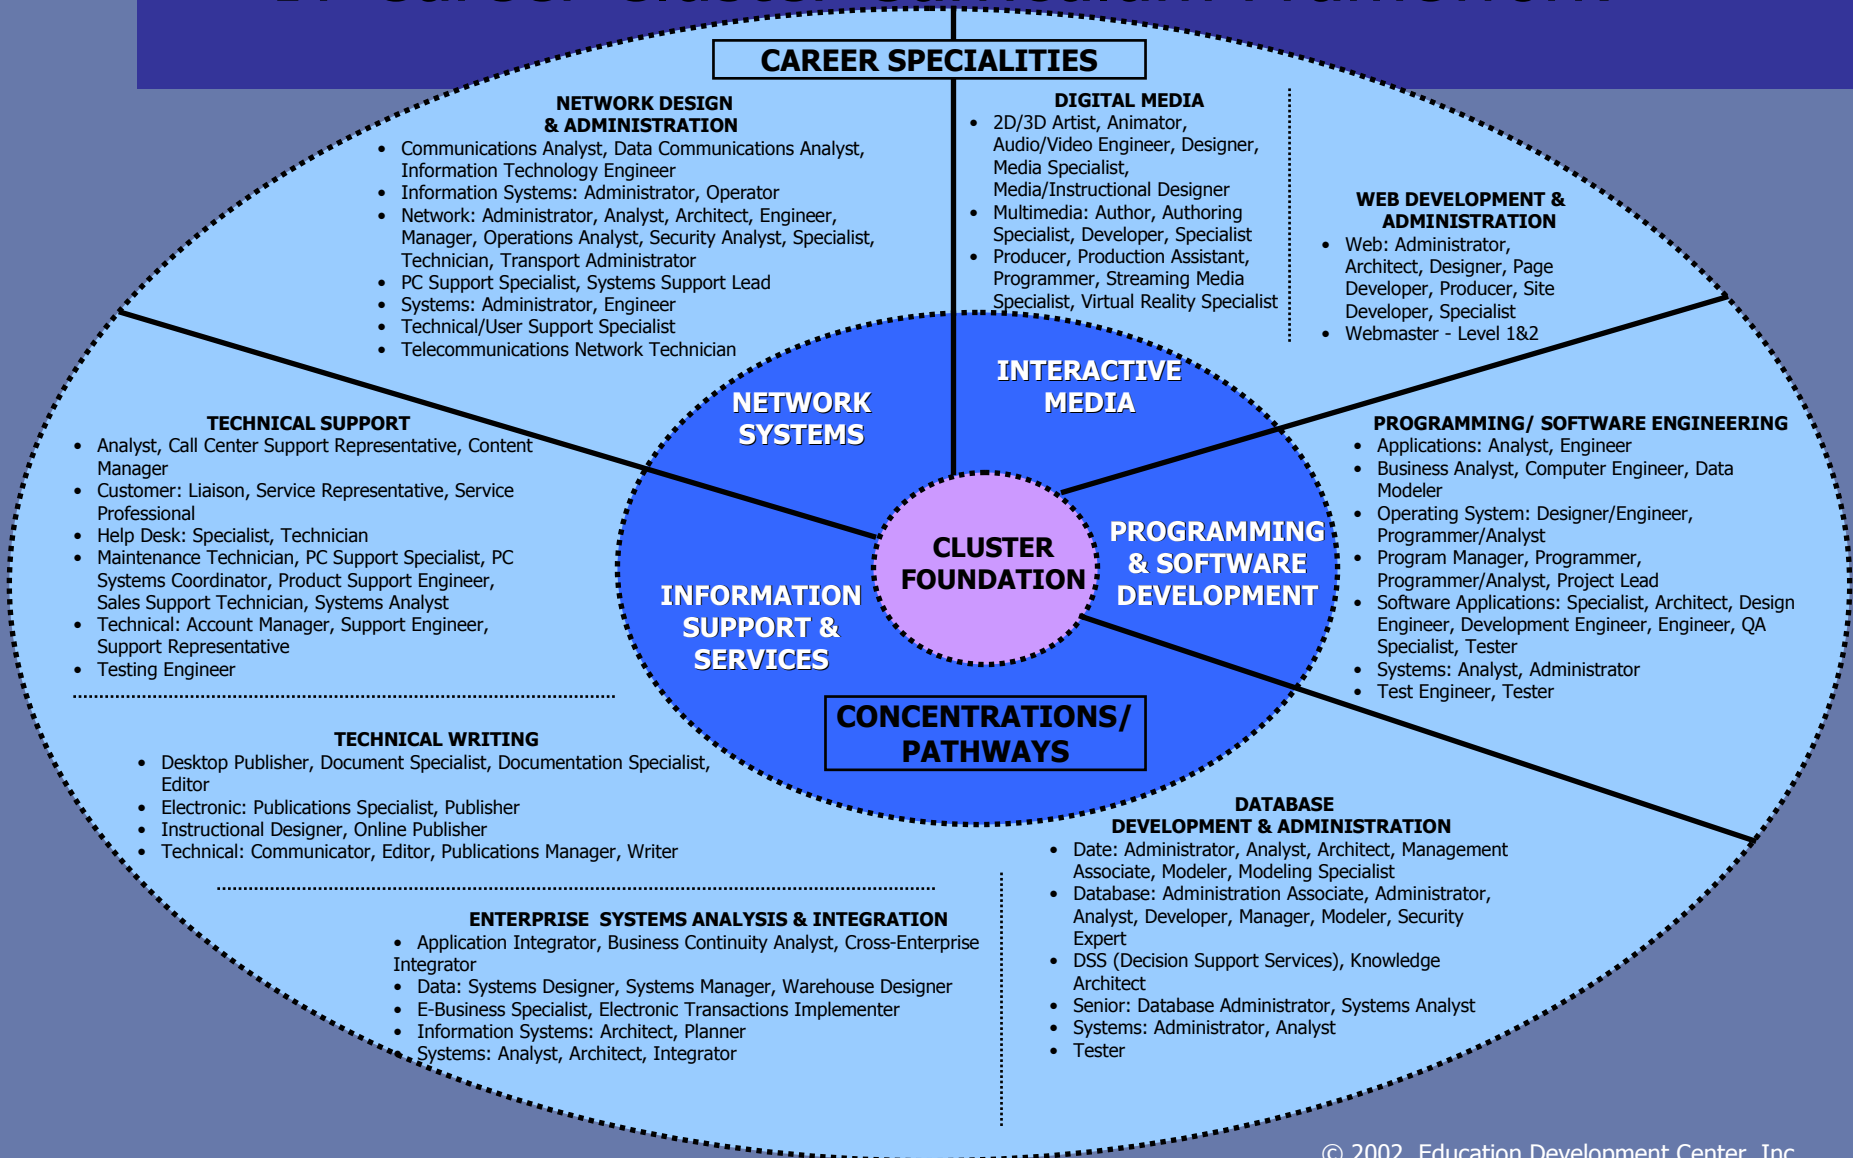 IT Career Cluster Curriculum Framework
CAREER SPECIALITIES
NETWORK DESIGN
& ADMINISTRATION
• Communications Analyst, Data Communications Analyst,
Information Technology Engineer
• Information Systems: Administrator, Operator
• Network: Administrator, Analyst, Architect, Engineer,
Manager, Operations Analyst, Security Analyst, Specialist,
Technician, Transport Administrator
• PC Support Specialist, Systems Support Lead
• Systems: Administrator, Engineer
• Technical/User Support Specialist
• Telecommunications Network Technician
DIGITAL MEDIA
• 2D/3D Artist, Animator,
Audio/Video Engineer, Designer,
Media Specialist,
Media/Instructional Designer
• Multimedia: Author, Authoring
Specialist, Developer, Specialist
• Producer, Production Assistant,
Programmer, Streaming Media
Specialist, Virtual Reality Specialist
WEB DEVELOPMENT &
ADMINISTRATION
• Web: Administrator,
Architect, Designer, Page
Developer, Producer, Site
Developer, Specialist
• Webmaster - Level 1&2
NETWORK
SYSTEMS
INTERACTIVE
MEDIA
TECHNICAL SUPPORT
• Analyst, Call Center Support Representative, Content
Manager
• Customer: Liaison, Service Representative, Service
Professional
• Help Desk: Specialist, Technician
• Maintenance Technician, PC Support Specialist, PC
Systems Coordinator, Product Support Engineer,
Sales Support Technician, Systems Analyst
• Technical: Account Manager, Support Engineer,
Support Representative
• Testing Engineer
INFORMATION
SUPPORT &
SERVICES
CLUSTER
FOUNDATION
PROGRAMMING
& SOFTWARE
DEVELOPMENT
PROGRAMMING/ SOFTWARE ENGINEERING
• Applications: Analyst, Engineer
• Business Analyst, Computer Engineer, Data
Modeler
• Operating System: Designer/Engineer,
Programmer/Analyst
• Program Manager, Programmer,
Programmer/Analyst, Project Lead
• Software Applications: Specialist, Architect, Design
Engineer, Development Engineer, Engineer, QA
Specialist, Tester
• Systems: Analyst, Administrator
• Test Engineer, Tester
CONCENTRATIONS/
PATHWAYS
TECHNICAL WRITING
• Desktop Publisher, Document Specialist, Documentation Specialist,
Editor
• Electronic: Publications Specialist, Publisher
• Instructional Designer, Online Publisher
• Technical: Communicator, Editor, Publications Manager, Writer
ENTERPRISE SYSTEMS ANALYSIS & INTEGRATION
• Application Integrator, Business Continuity Analyst, Cross-Enterprise
Integrator
• Data: Systems Designer, Systems Manager, Warehouse Designer
• E-Business Specialist, Electronic Transactions Implementer
• Information Systems: Architect, Planner
• Systems: Analyst, Architect, Integrator
DATABASE
DEVELOPMENT & ADMINISTRATION
• Date: Administrator, Analyst, Architect, Management
Associate, Modeler, Modeling Specialist
• Database: Administration Associate, Administrator,
Analyst, Developer, Manager, Modeler, Security
Expert
• DSS (Decision Support Services), Knowledge
Architect
• Senior: Database Administrator, Systems Analyst
• Systems: Administrator, Analyst
• Tester
© 2002 Education Development Center, Inc